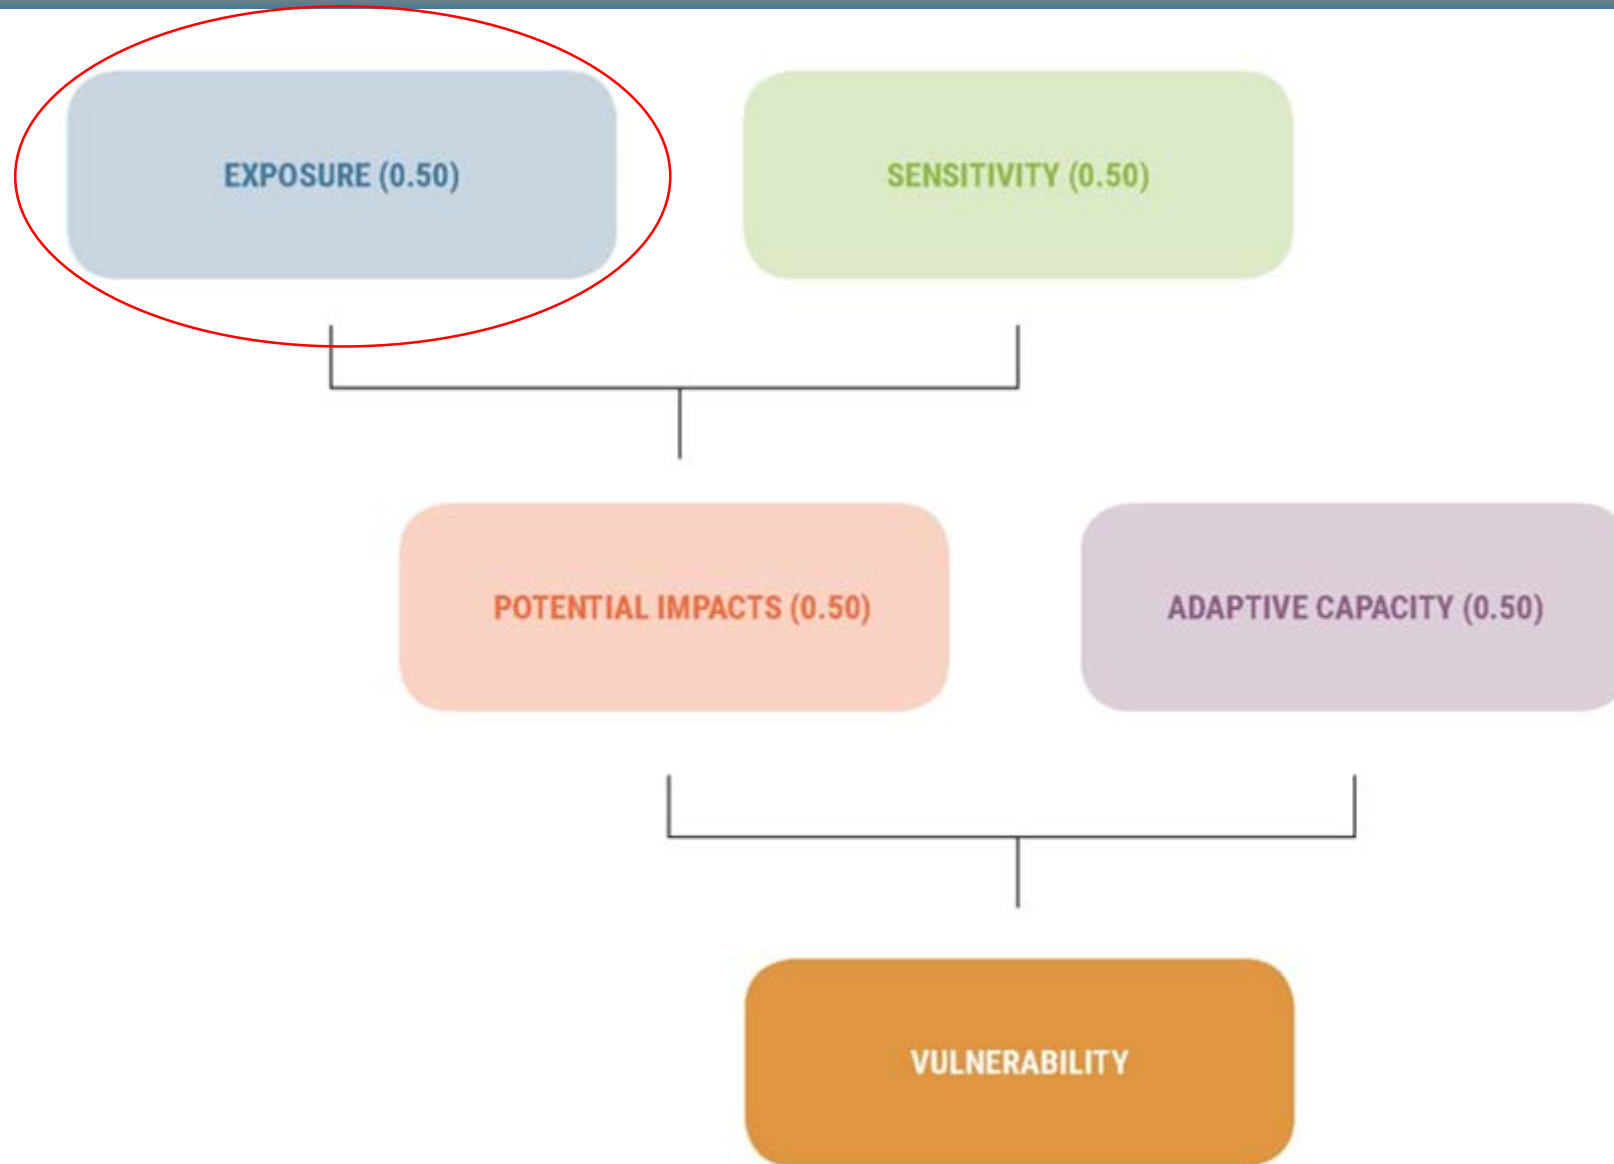 EXPOSURE (0.50)
SENSITIVITY (0.50)
POTENTIAL IMPACTS (0.50)
ADAPTIVE CAPACITY (0.50)
VULNERABILITY